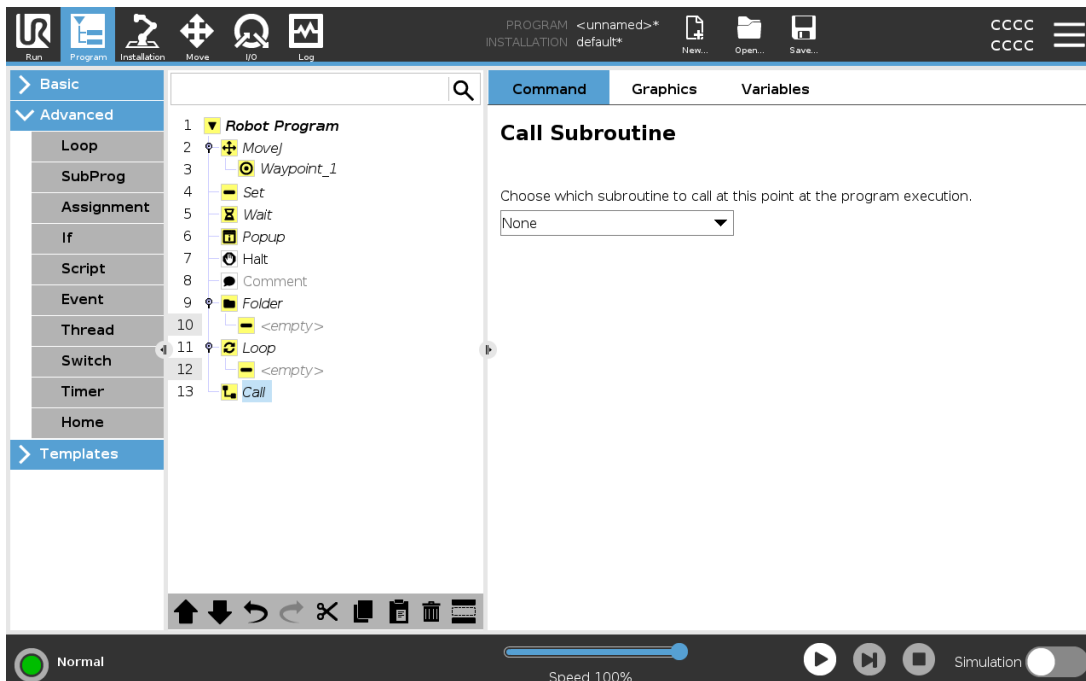 PROGRAM <unnamed>*
INSTALLATION default*
CCCC
CCCC
Run Program Installation Move I/O Log New... Open... Save...
Basic
Advanced
Loop
SubProg
Assignment
If
Script
Event
Thread
Switch
Timer
Home
Templates
1 Robot Program
2 MoveJ
3 Waypoint_1
4 Set
5 Wait
6 Popup
7 Halt
8 Comment
9 Folder
10 <empty>
11 Loop
12 <empty>
13 Call
Command Graphics Variables
Call Subroutine
Choose which subroutine to call at this point at the program execution.
None
Normal
Speed 100%
Simulation